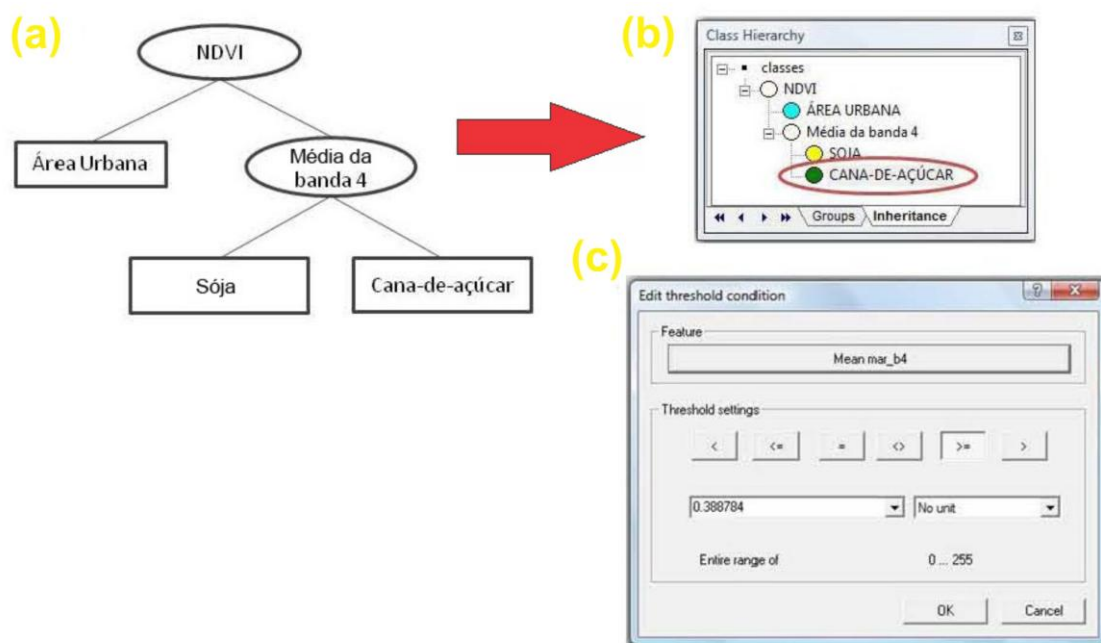 (a)
NDVI
Área Urbana
Média da
banda 4
Sója
Cana-de-açúcar
(b)
Class Hierarchy
classes
NDVI
ÁREA URBANA
Média da banda 4
SOJA
CANA-DE-AÇÚCAR
Groups Inheritance
(c)
Edit threshold condition
Feature
Mean mar_b4
Threshold settings
< <= = <> >= >
0.388784 No unit
Entire range of 0 ... 255
OK Cancel